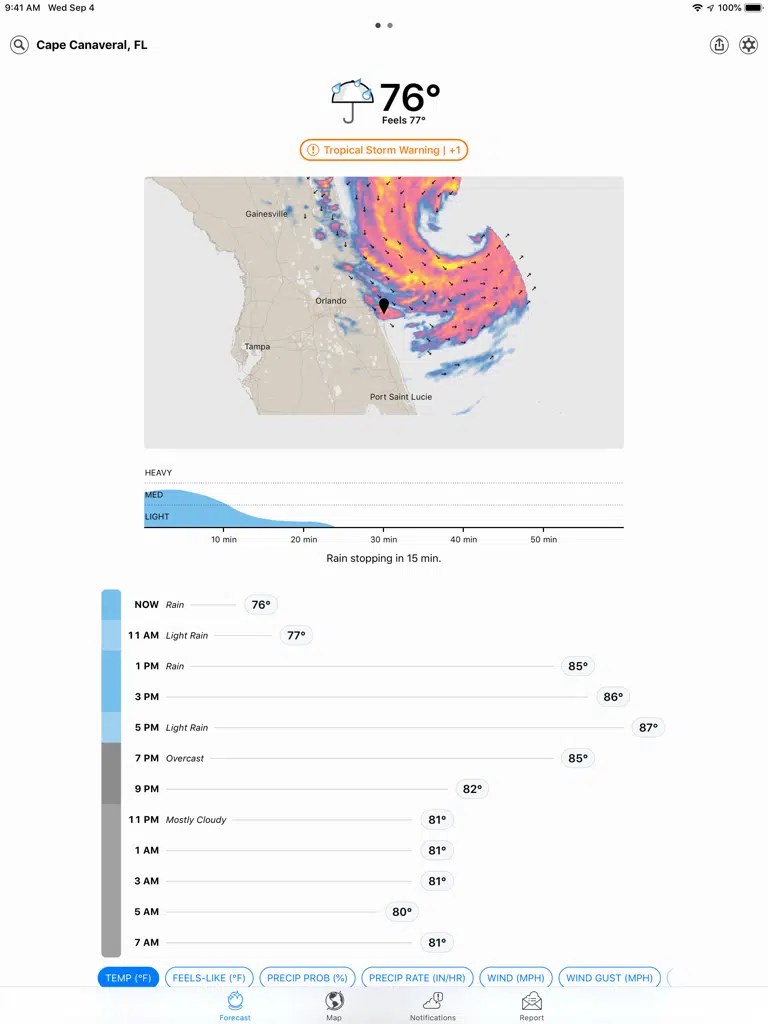 9:41 AM Wed Sep 4 100%
Cape Canaveral, FL
76°
Feels 77°
Tropical Storm Warning | +1
Gainesville
Orlando
Tampa
Port Saint Lucie
HEAVY
MED
LIGHT
10 min 20 min 30 min 40 min 50 min
Rain stopping in 15 min.
NOW Rain 76°
11 AM Light Rain 77°
1 PM Rain 85°
3 PM 86°
5 PM Light Rain 87°
7 PM Overcast 85°
9 PM 82°
11 PM Mostly Cloudy 81°
1 AM 81°
3 AM 81°
5 AM 80°
7 AM 81°
TEMP (°F) FEELS-LIKE (°F) PRECIP PROB (%) PRECIP RATE (IN/HR) WIND (MPH) WIND GUST (MPH)
Forecast Map Notifications Report